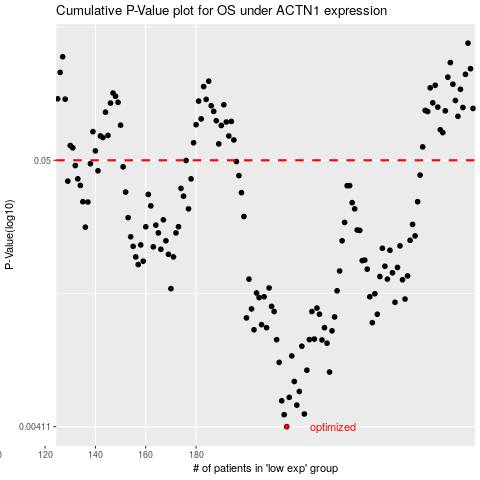 Cumulative P-Value plot for OS under ACTN1 expression
P-Value(log10)
0.05
0.00411
optimized
0
120
140
160
180
# of patients in 'low exp' group